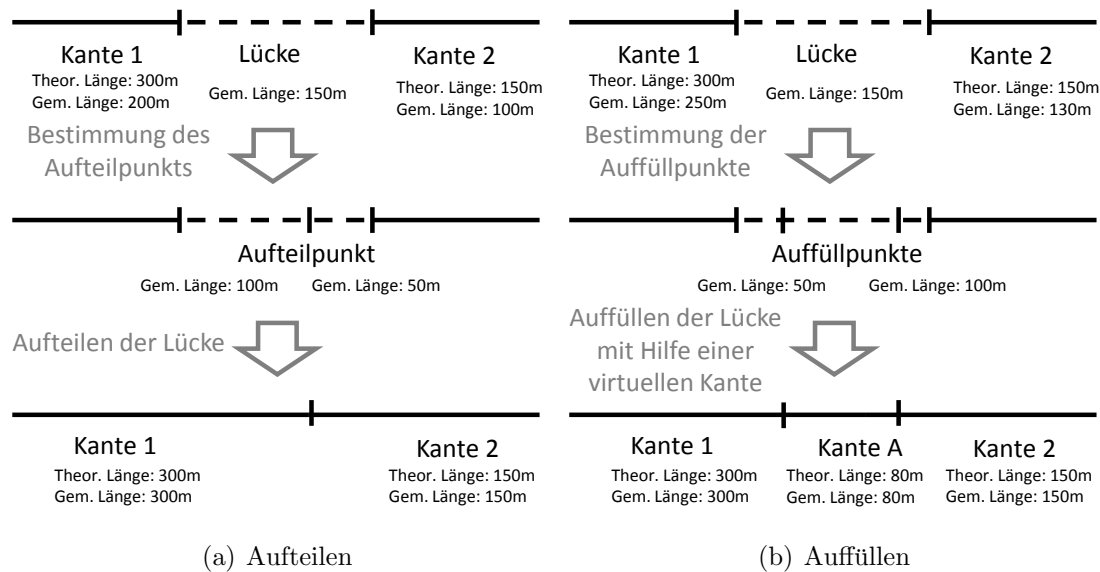 Kante 1
Lücke
Kante 2
Theor. Länge: 300m
Gem. Länge: 200m
Gem. Länge: 150m
Theor. Länge: 150m
Gem. Länge: 100m
Bestimmung des
Aufteilpunkts
Aufteilpunkt
Gem. Länge: 100m
Gem. Länge: 50m
Aufteilen der Lücke
Kante 1
Theor. Länge: 300m
Gem. Länge: 300m
Kante 2
Theor. Länge: 150m
Gem. Länge: 150m
(a) Aufteilen
Kante 1
Lücke
Kante 2
Theor. Länge: 300m
Gem. Länge: 250m
Gem. Länge: 150m
Theor. Länge: 150m
Gem. Länge: 130m
Bestimmung der
Auffüllpunkte
Auffüllpunkte
Gem. Länge: 50m
Gem. Länge: 100m
Auffüllen der Lücke
mit Hilfe einer
virtuellen Kante
Kante 1
Theor. Länge: 300m
Gem. Länge: 300m
Kante A
Theor. Länge: 80m
Gem. Länge: 80m
Kante 2
Theor. Länge: 150m
Gem. Länge: 150m
(b) Auffüllen